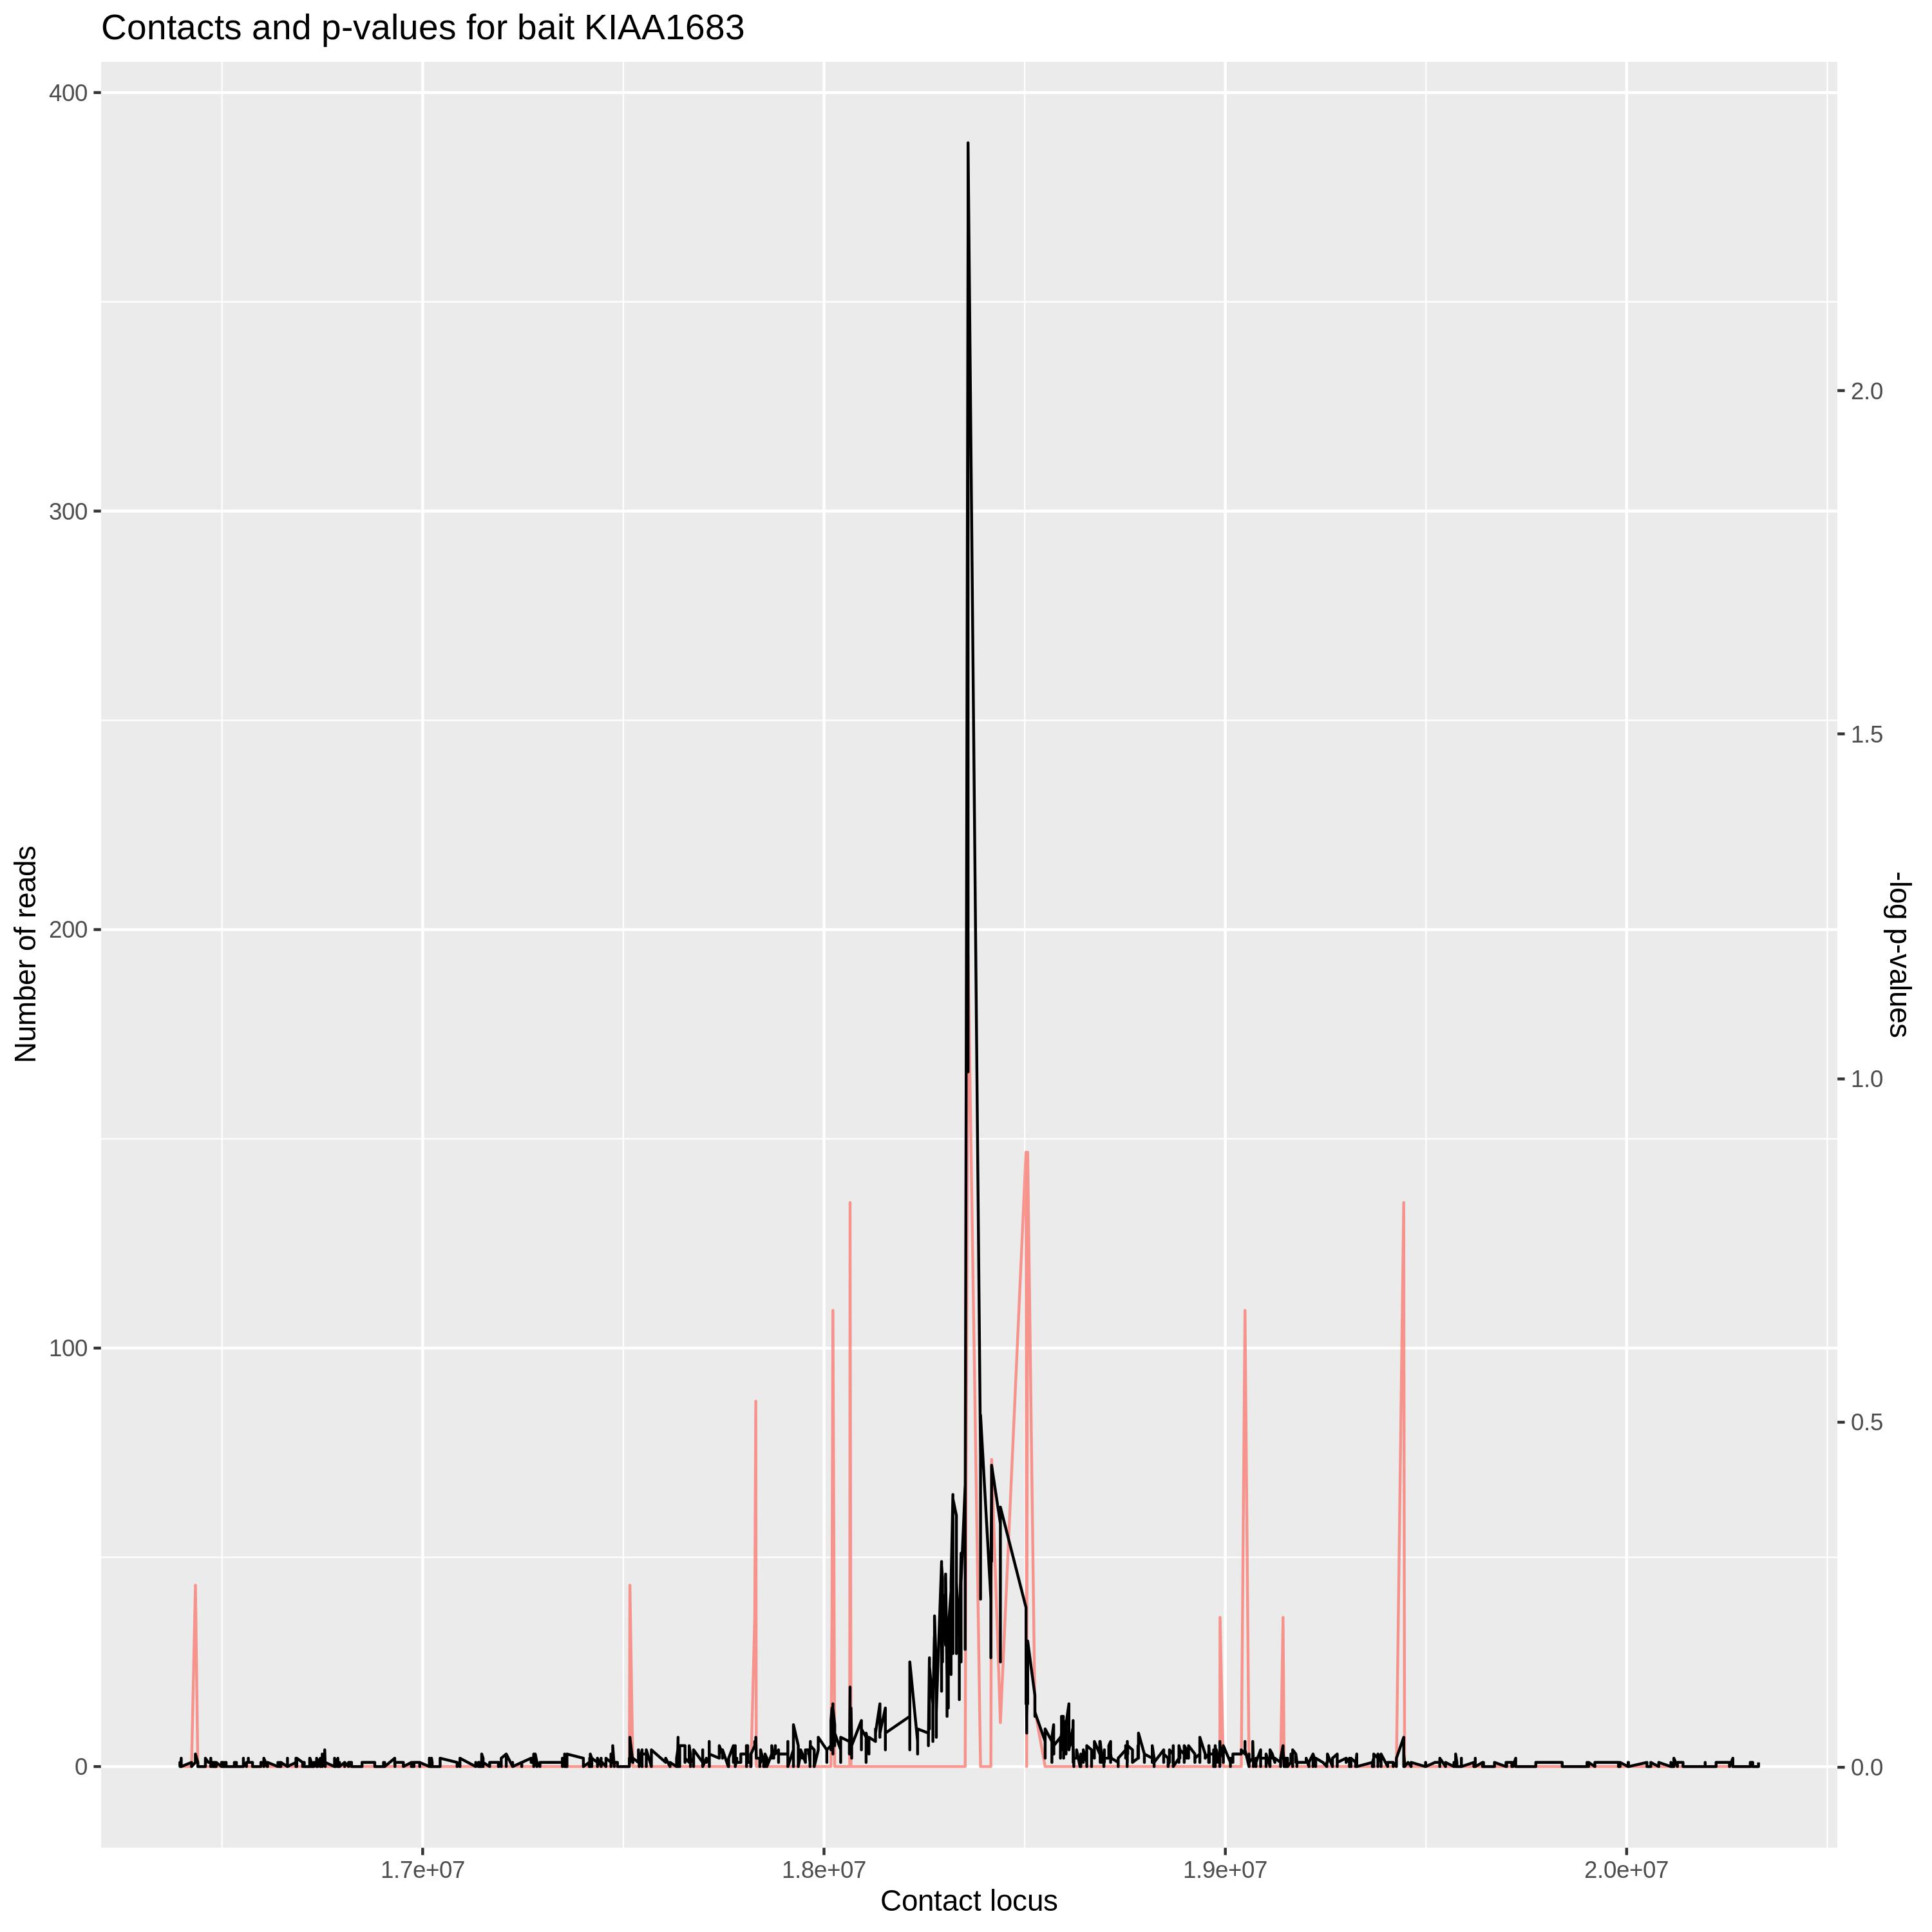 Contacts and p-values for bait KIAA1683
400
300
200
100
0
Number of reads
2.0
1.5
1.0
0.5
0.0
-log p-values
1.7e+07
1.8e+07
1.9e+07
2.0e+07
Contact locus